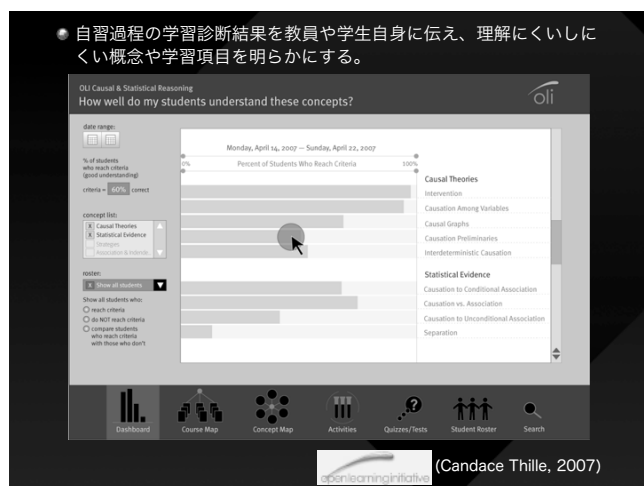 自習過程の学習診断結果を教員や学生自身に伝え、理解にくいしに
くい概念や学習項目を明らかにする。
OLI Causal & Statistical Reasoning
How well do my students understand these concepts?
oli
date range:
% of students
who reach criteria
(good understanding)
criteria = 60% correct
concept list:
X Causal Theories
X Statistical Evidence
Strategies
roster:
X Show all students
Show all students who:
reach criteria
do NOT reach criteria
compare students
who reach criteria
with those who don't
Monday, April 14, 2007 — Sunday, April 22, 2007
0% Percent of Students Who Reach Criteria 100%
Causal Theories
Intervention
Causation Among Variables
Causal Graphs
Causation Preliminaries
Interdeterministic Causation
Statistical Evidence
Causation to Conditional Association
Causation vs. Association
Causation to Unconditional Association
Separation
Dashboard
Course Map
Concept Map
Activities
Quizzes/Tests
Student Roster
Search
openlearninginitiative
(Candace Thille, 2007)